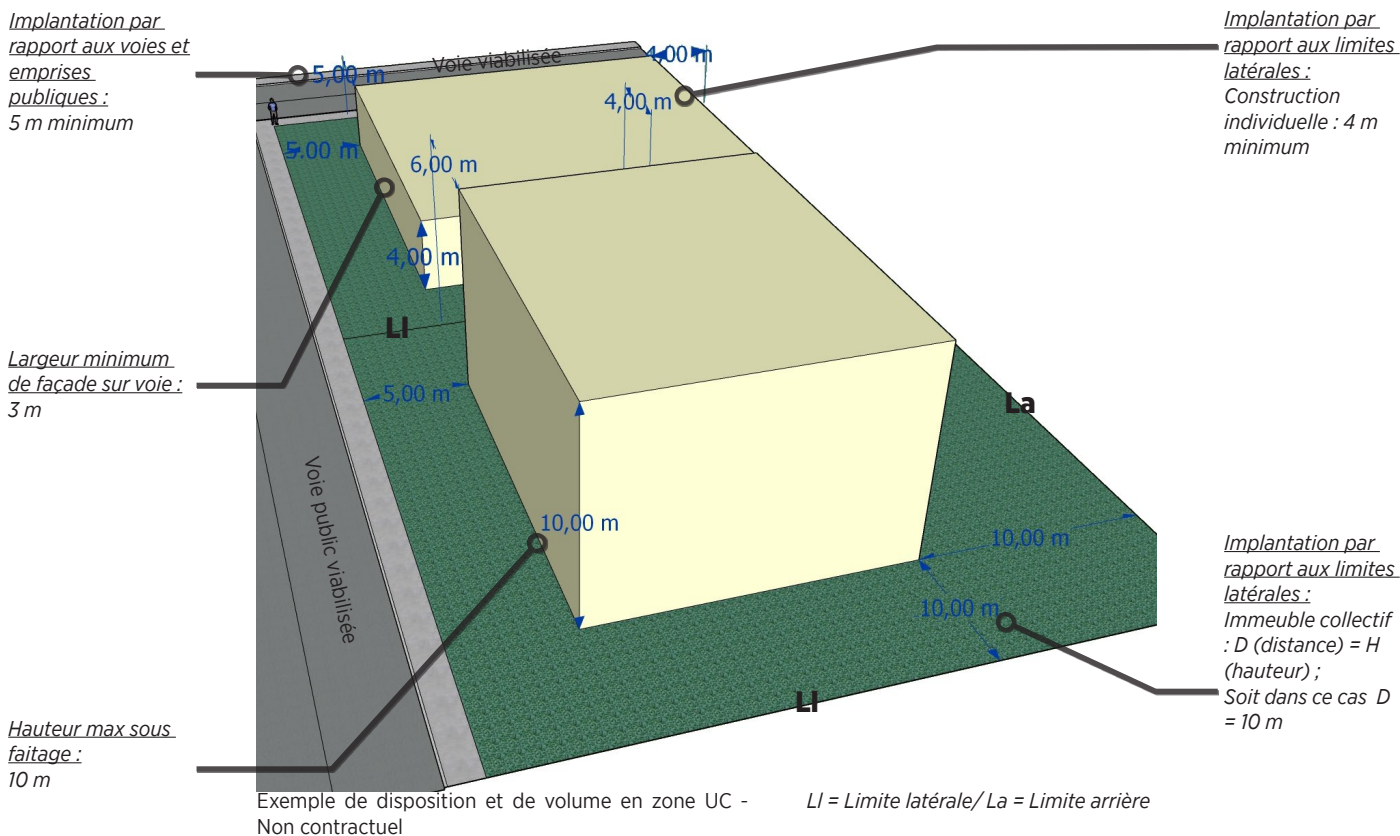 Implantation par
rapport aux voies et
emprises
publiques :
5 m minimum
Largeur minimum
de façade sur voie :
3 m
Hauteur max sous
faitage :
10 m
Voie viabilisée
5,00 m
4,00 m
4,00 m
5,00 m
6,00 m
4,00 m
Ll
5,00 m
La
Voie public viabilisée
10,00 m
10,00 m
10,00 m
Ll
Implantation par
rapport aux limites
latérales :
Construction
individuelle : 4 m
minimum
Implantation par
rapport aux limites
latérales :
Immeuble collectif
: D (distance) = H
(hauteur) ;
Soit dans ce cas D
= 10 m
Exemple de disposition et de volume en zone UC -
Non contractuel
Ll = Limite latérale/ La = Limite arrière